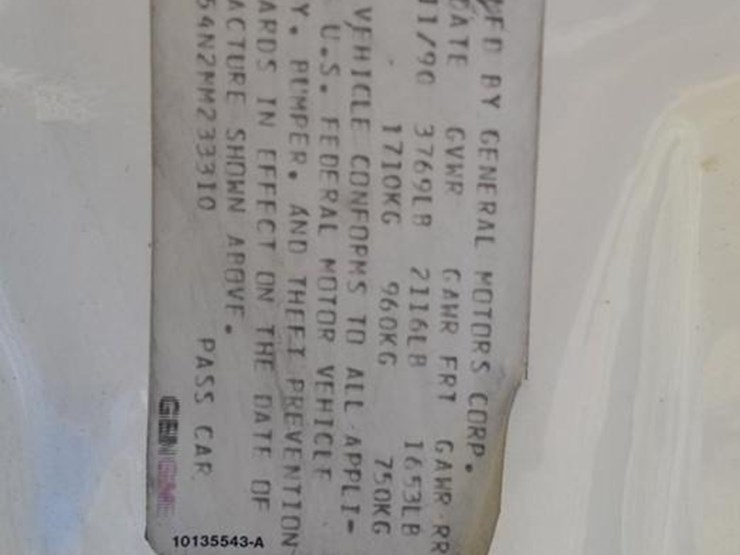 MFD BY GENERAL MOTORS CORP.
DATE GVWR GAWR FRT GAWR RR
11/90 3769LB 2116LB 1653LB
1710KG 960KG 750KG
VEHICLE CONFORMS TO ALL APPLI-
U.S. FEDERAL MOTOR VEHICLE
Y. BUMPER. AND THEFT PREVENTION
ARDS IN EFFECT ON THE DATE OF
ACTURE SHOWN ABOVE.
54N2MM233310 PASS CAR
10135543-A